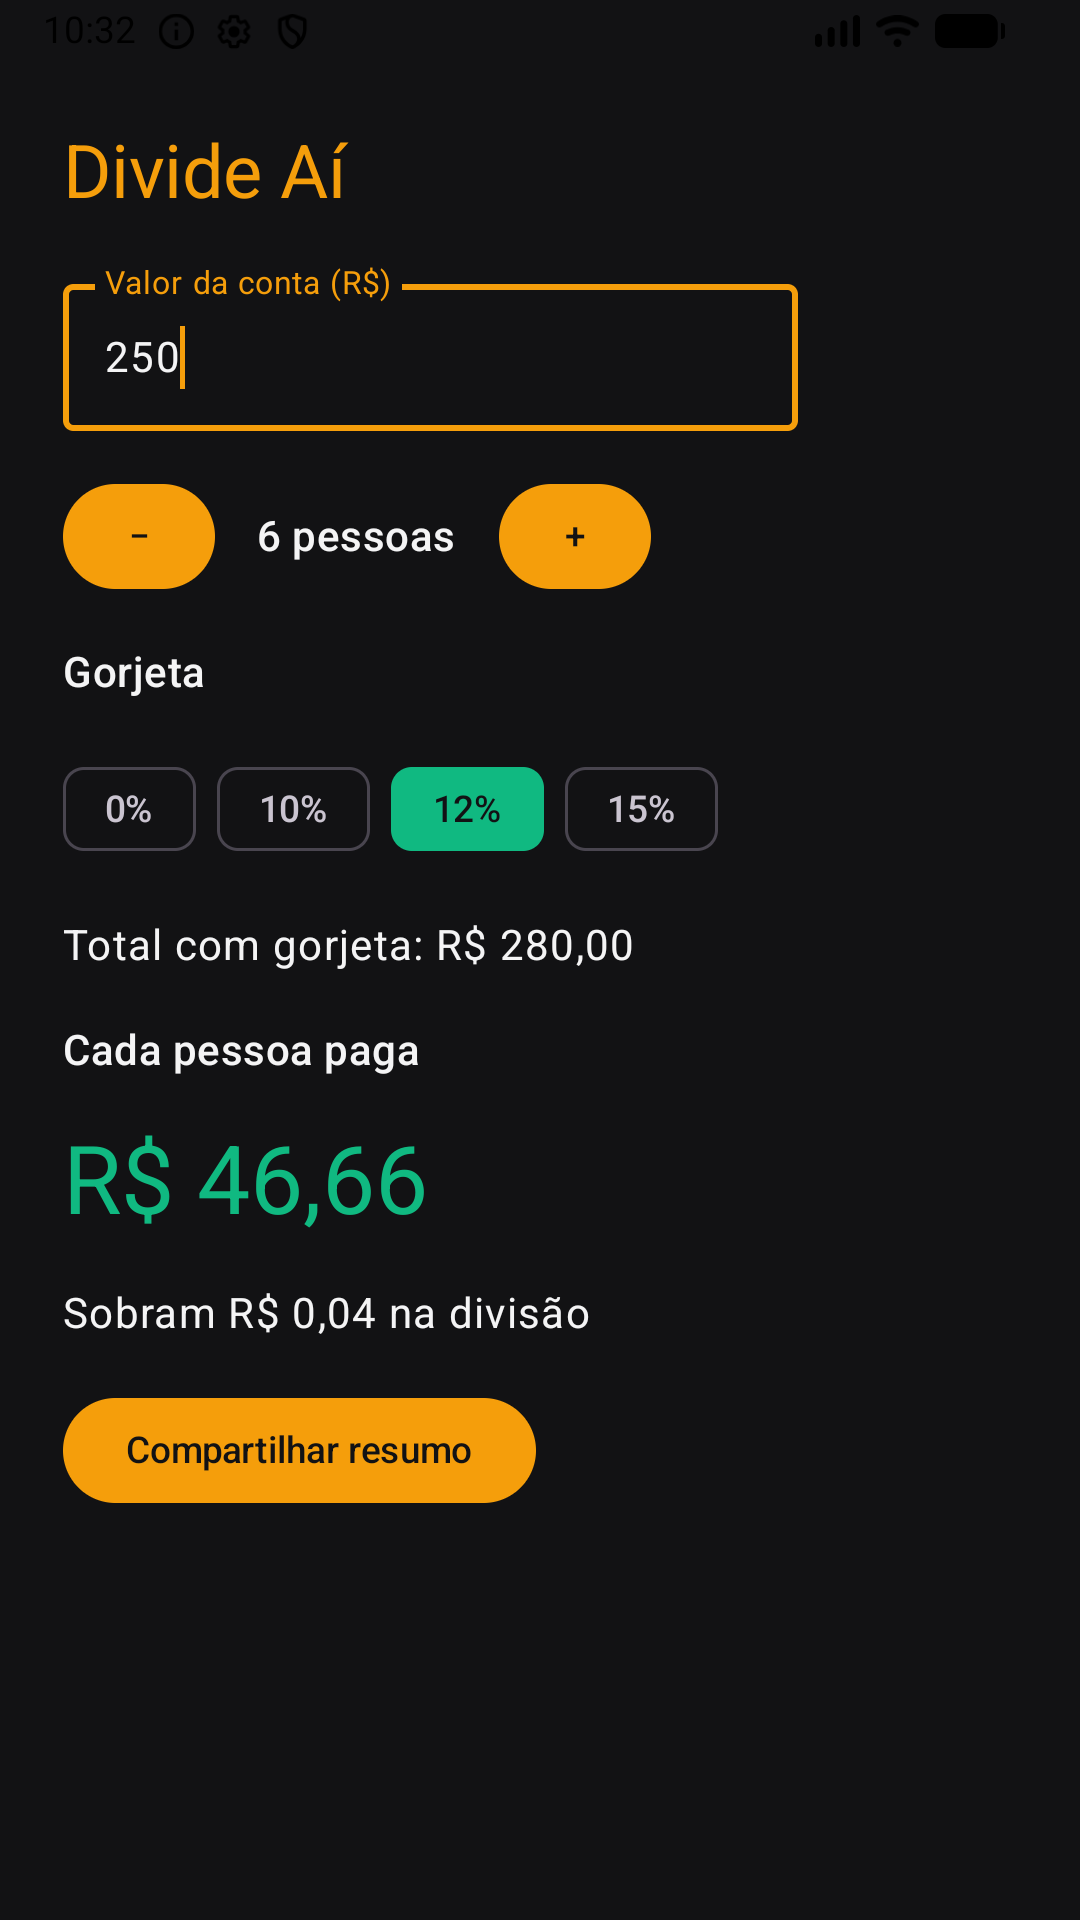 10:32
Divide Aí
Valor da conta (R$)
250
− 6 pessoas +
Gorjeta
0% 10% 12% 15%
Total com gorjeta: R$ 280,00
Cada pessoa paga
R$ 46,66
Sobram R$ 0,04 na divisão
Compartilhar resumo